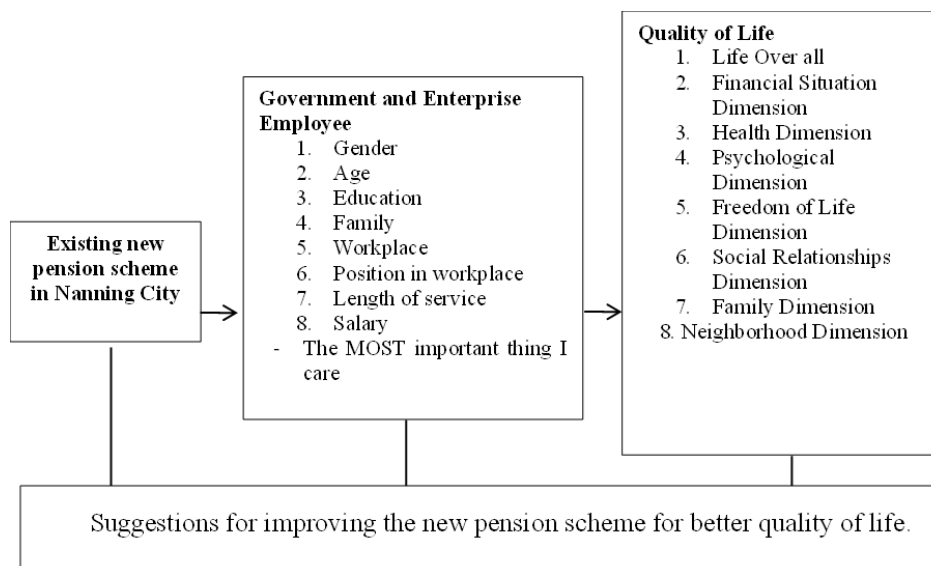 Existing new
pension scheme
in Nanning City
Government and Enterprise
Employee
1. Gender
2. Age
3. Education
4. Family
5. Workplace
6. Position in workplace
7. Length of service
8. Salary
- The MOST important thing I
care
Quality of Life
1. Life Over all
2. Financial Situation
Dimension
3. Health Dimension
4. Psychological
Dimension
5. Freedom of Life
Dimension
6. Social Relationships
Dimension
7. Family Dimension
8. Neighborhood Dimension
Suggestions for improving the new pension scheme for better quality of life.